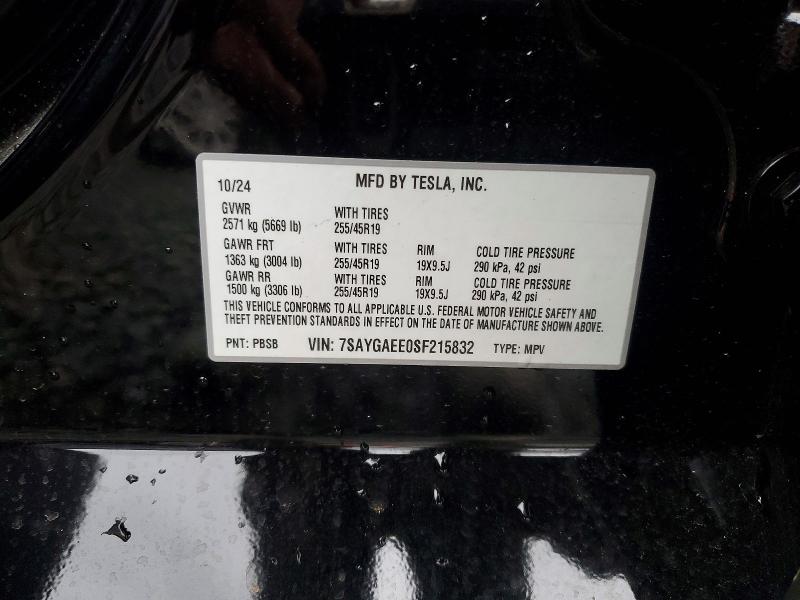 10/24 MFD BY TESLA, INC.
GVWR WITH TIRES
2571 kg (5669 lb) 255/45R19
GAWR FRT WITH TIRES RIM COLD TIRE PRESSURE
1363 kg (3004 lb) 255/45R19 19X9.5J 290 kPa, 42 psi
GAWR RR WITH TIRES RIM COLD TIRE PRESSURE
1500 kg (3306 lb) 255/45R19 19X9.5J 290 kPa, 42 psi
THIS VEHICLE CONFORMS TO ALL APPLICABLE U.S. FEDERAL MOTOR VEHICLE SAFETY AND
THEFT PREVENTION STANDARDS IN EFFECT ON THE DATE OF MANUFACTURE SHOWN ABOVE.
PNT: PBSB VIN: 7SAYGAEE0SF215832 TYPE: MPV